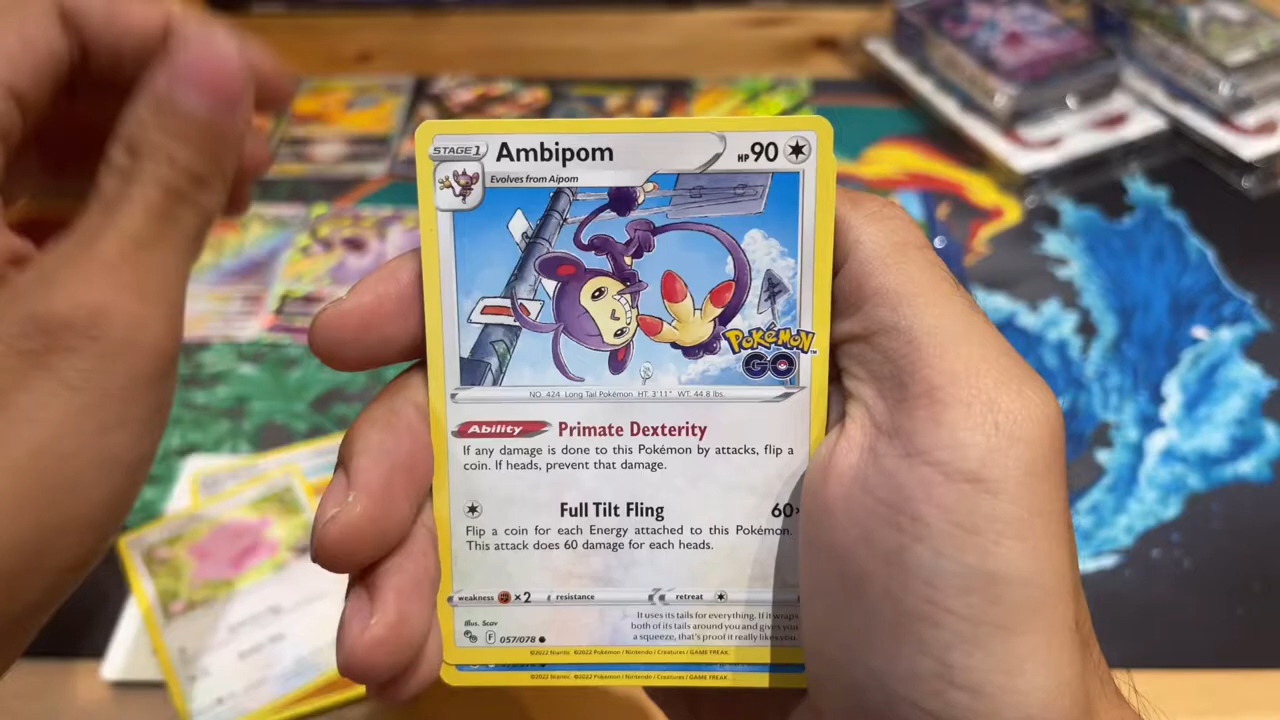 STAGE 1 Ambipom HP 90
Evolves from Aipom
Pokémon
GO
NO. 424 Long Tail Pokémon HT: 3'11" WT: 44.8 lbs.
Ability Primate Dexterity
If any damage is done to this Pokémon by attacks, flip a
coin. If heads, prevent that damage.
Full Tilt Fling 60×
Flip a coin for each Energy attached to this Pokémon.
This attack does 60 damage for each heads.
weakness ×2 resistance retreat
It uses its tails for everything. If it wraps
both of its tails around you and gives you
a squeeze, that's proof it really likes you.
Illus. Scav
F 057/078
©2022 Niantic ©2022 Pokémon / Nintendo / Creatures / GAME FREAK
©2022 Niantic ©2022 Pokémon / Nintendo / Creatures / GAME FREAK